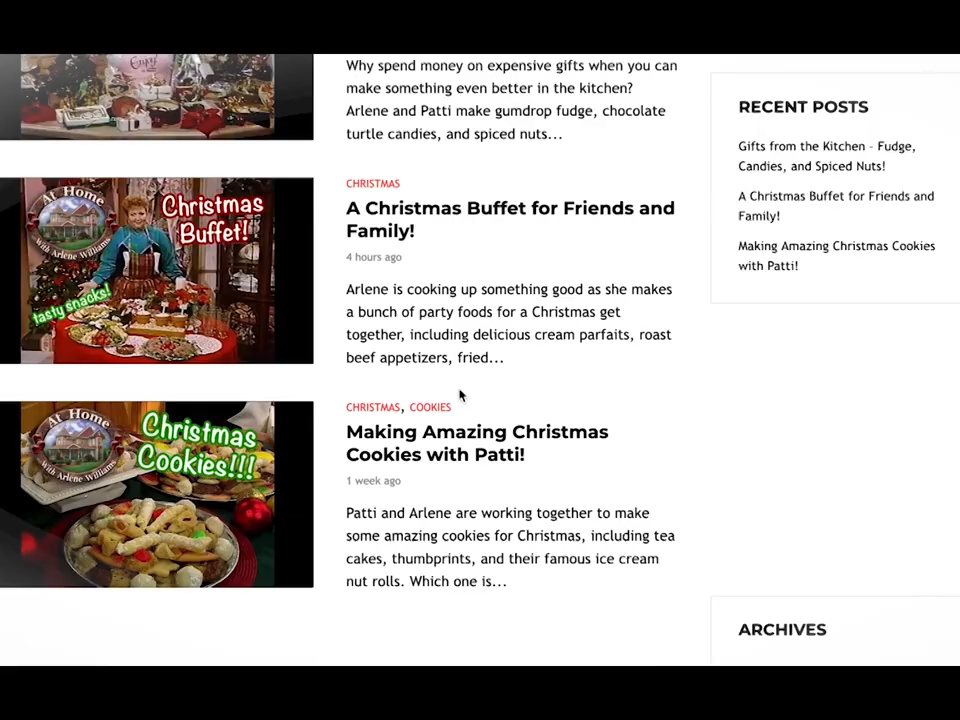 Enjoy!
Why spend money on expensive gifts when you can
make something even better in the kitchen?
Arlene and Patti make gumdrop fudge, chocolate
turtle candies, and spiced nuts...
At Home
With Arlene Williams
Christmas
Buffet!
tasty snacks!
CHRISTMAS
A Christmas Buffet for Friends and
Family!
4 hours ago
Arlene is cooking up something good as she makes
a bunch of party foods for a Christmas get
together, including delicious cream parfaits, roast
beef appetizers, fried...
At Home
With Arlene Williams
Christmas
Cookies!!!
CHRISTMAS, COOKIES
Making Amazing Christmas
Cookies with Patti!
1 week ago
Patti and Arlene are working together to make
some amazing cookies for Christmas, including tea
cakes, thumbprints, and their famous ice cream
nut rolls. Which one is...
RECENT POSTS
Gifts from the Kitchen – Fudge,
Candies, and Spiced Nuts!
A Christmas Buffet for Friends and
Family!
Making Amazing Christmas Cookies
with Patti!
ARCHIVES